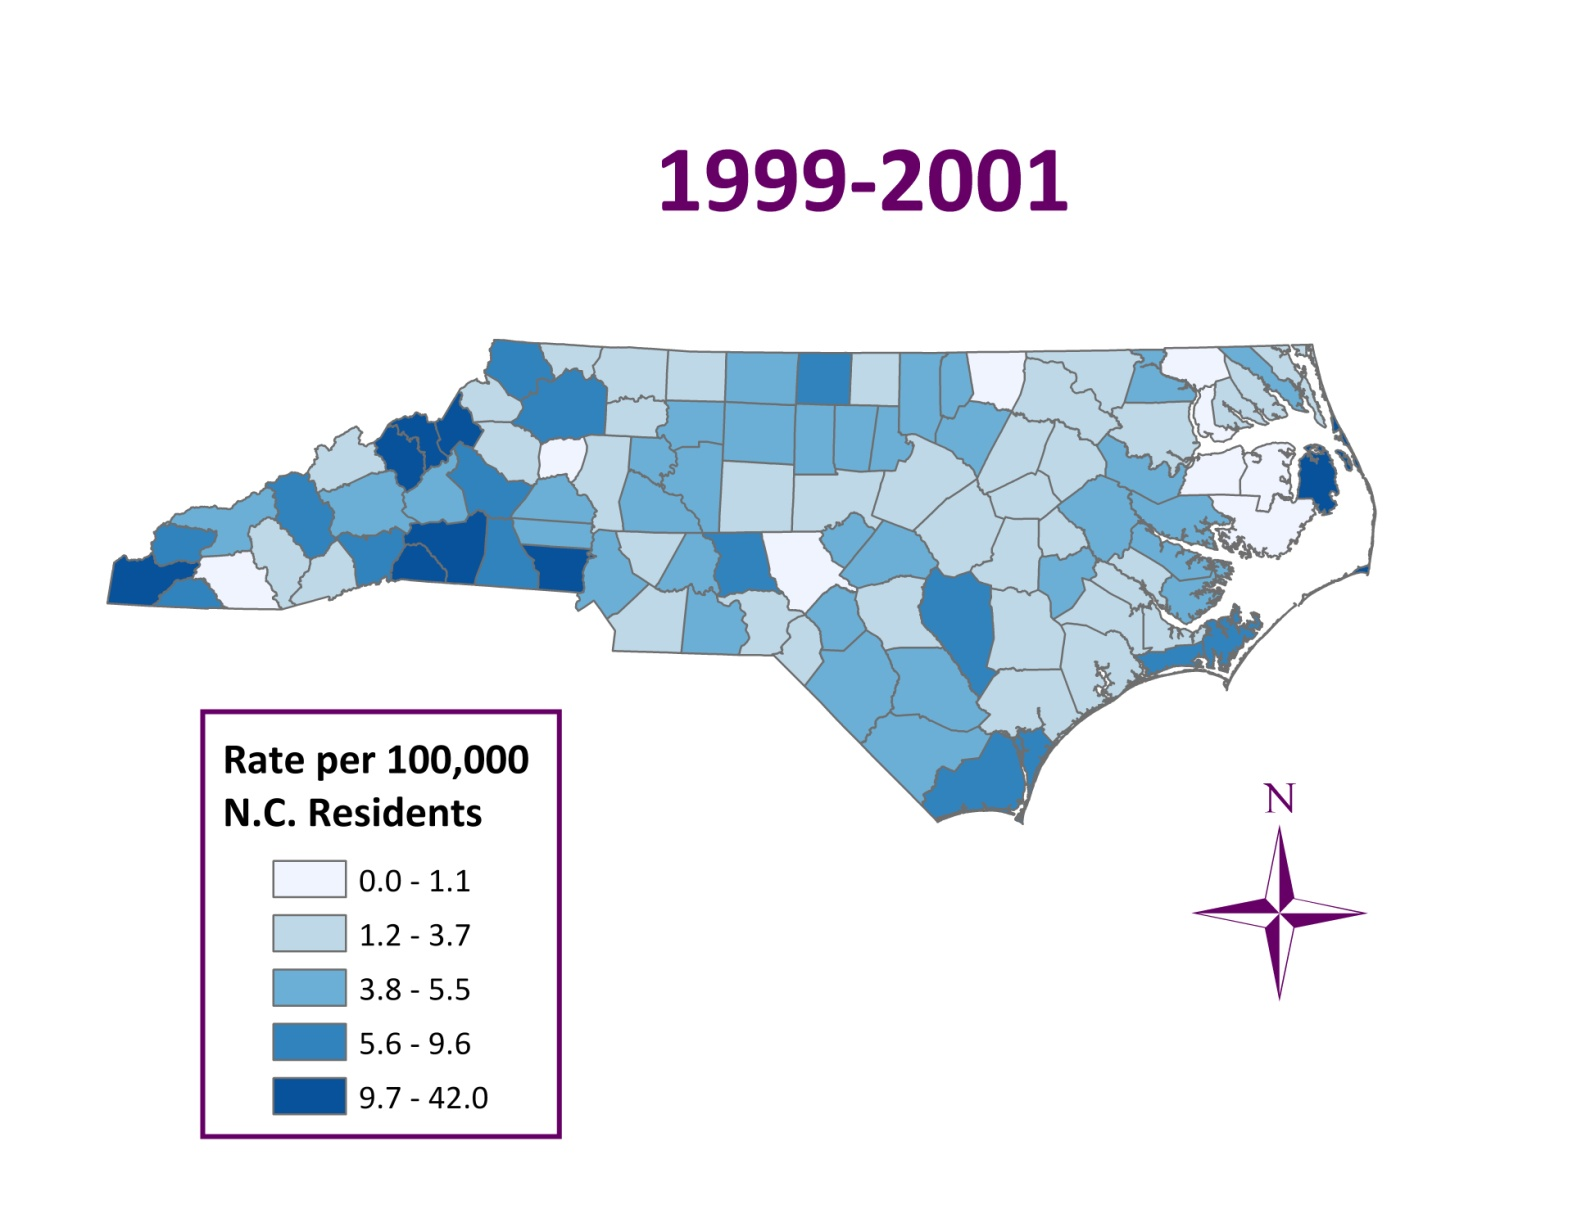 1999-2001
Rate per 100,000
N.C. Residents
0.0 - 1.1
1.2 - 3.7
3.8 - 5.5
5.6 - 9.6
9.7 - 42.0
N